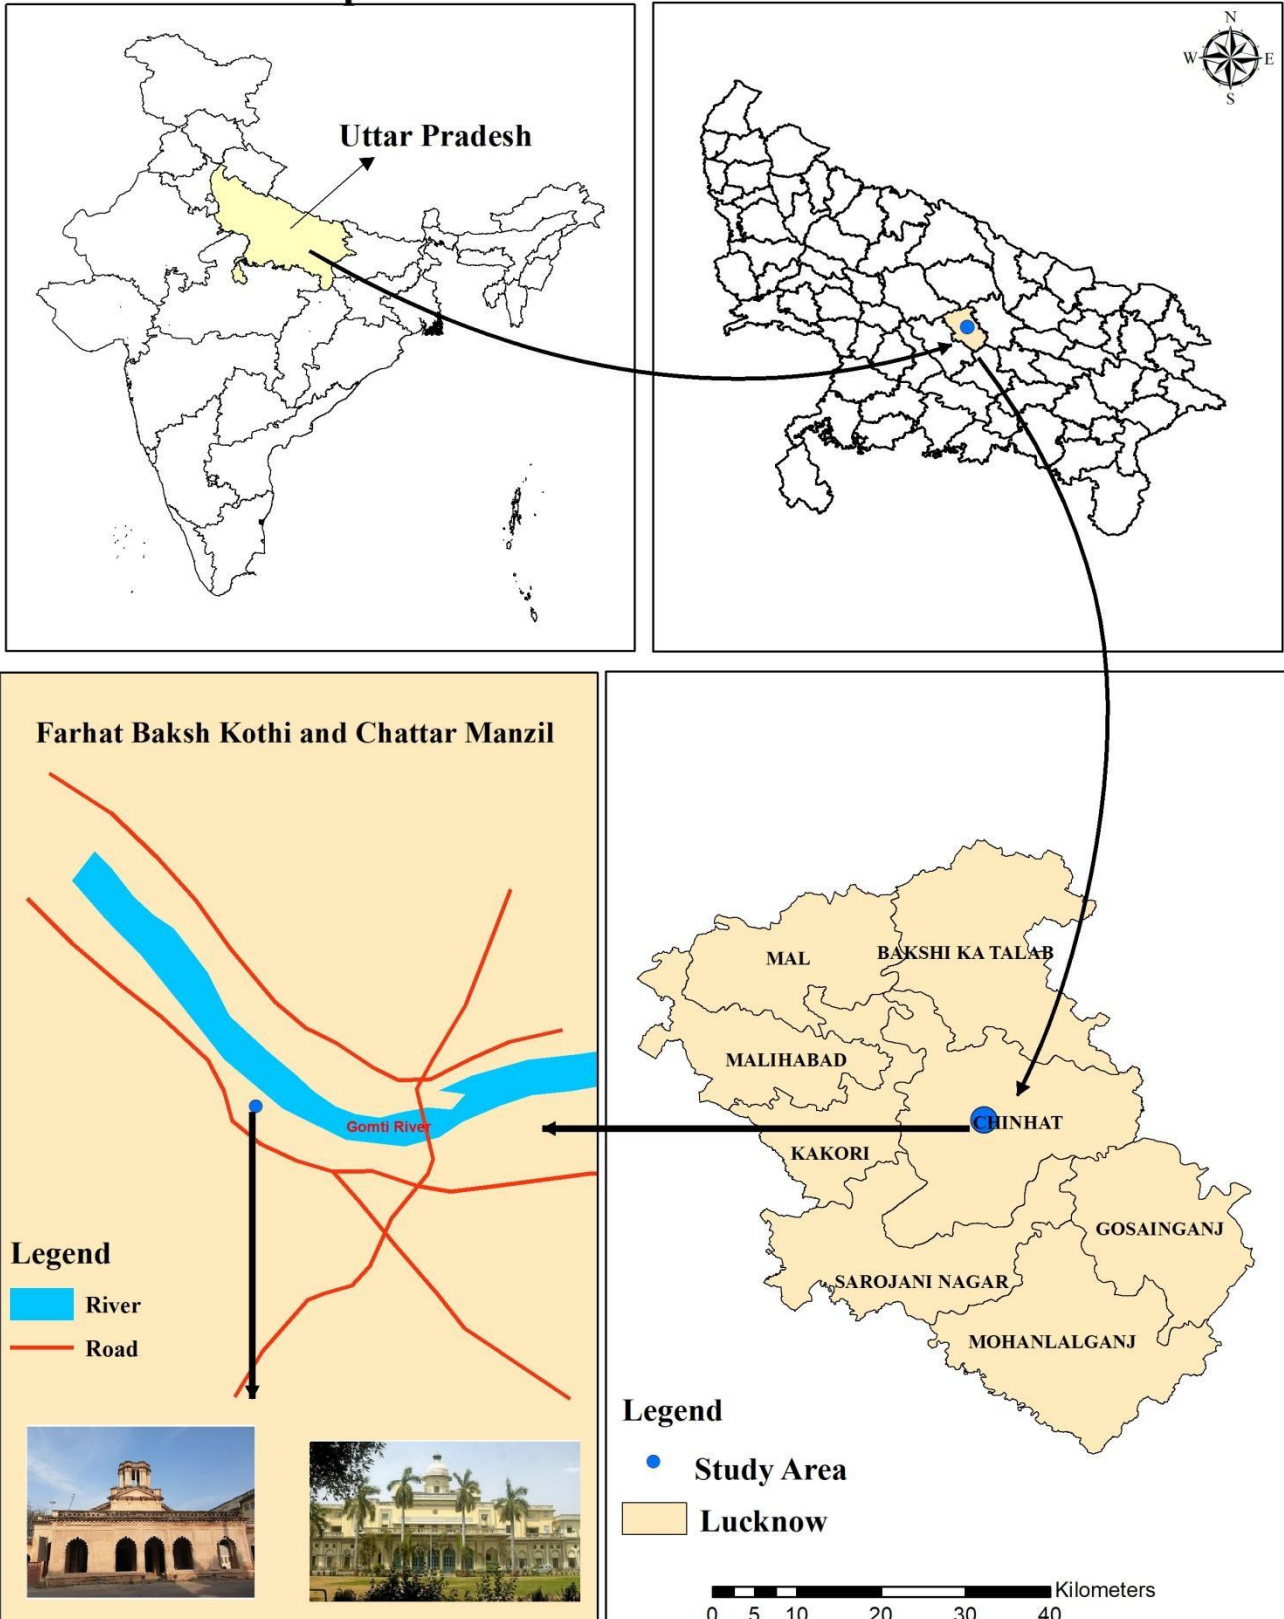 Uttar Pradesh
N
W
E
S
Farhat Baksh Kothi and Chattar Manzil
Gomti River
Legend
River
Road
MAL
BAKSHI KA TALAB
MALIHABAD
CHINHAT
KAKORI
GOSAINGANJ
SAROJANI NAGAR
MOHANLALGANJ
Legend
Study Area
Lucknow
Kilometers
0 5 10 20 30 40